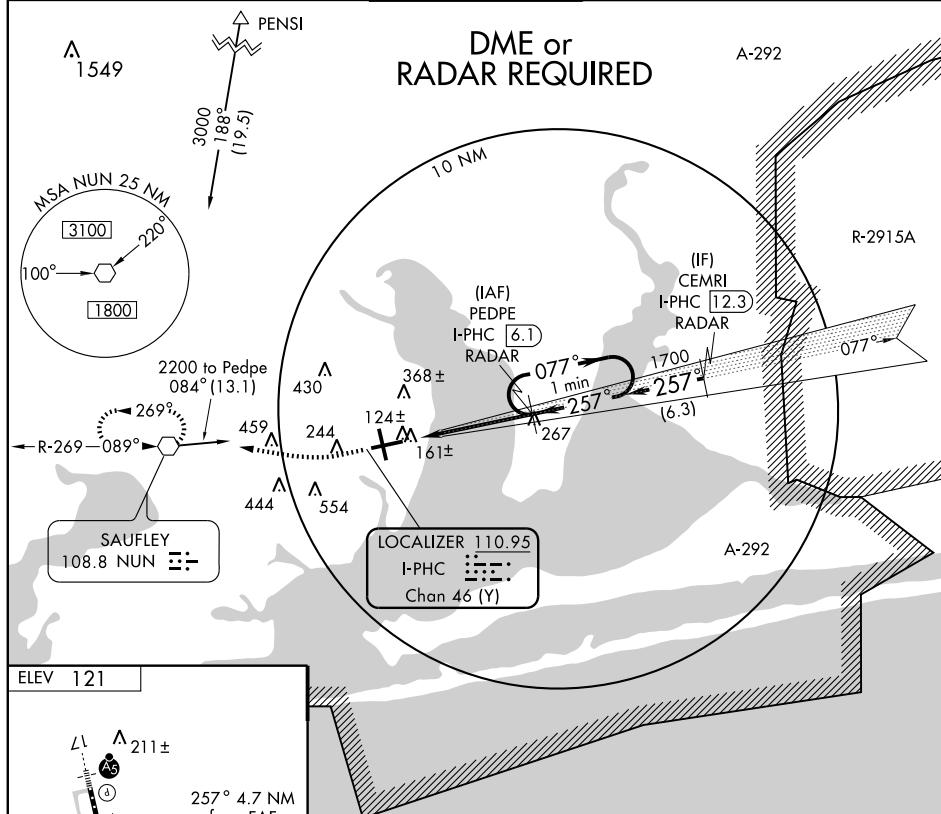 PENSI
1549
DME or
RADAR REQUIRED
A-292
3000
188°
(19.5)
10 NM
MSA NUN 25 NM
3100
220°
100°
1800
R-2915A
(IF)
CEMRI
I-PHC 12.3
RADAR
(IAF)
PEDPE
I-PHC 6.1
RADAR
077°
1 min
257°
1700
257°
(6.3)
077°
267
2200 to Pedpe
084° (13.1)
430
368±
269°
459
244
124±
161±
R-269
089°
444
554
SAUFLEY
108.8 NUN
LOCALIZER 110.95
I-PHC
Chan 46 (Y)
A-292
ELEV 121
17
211±
A5
257° 4.7 NM